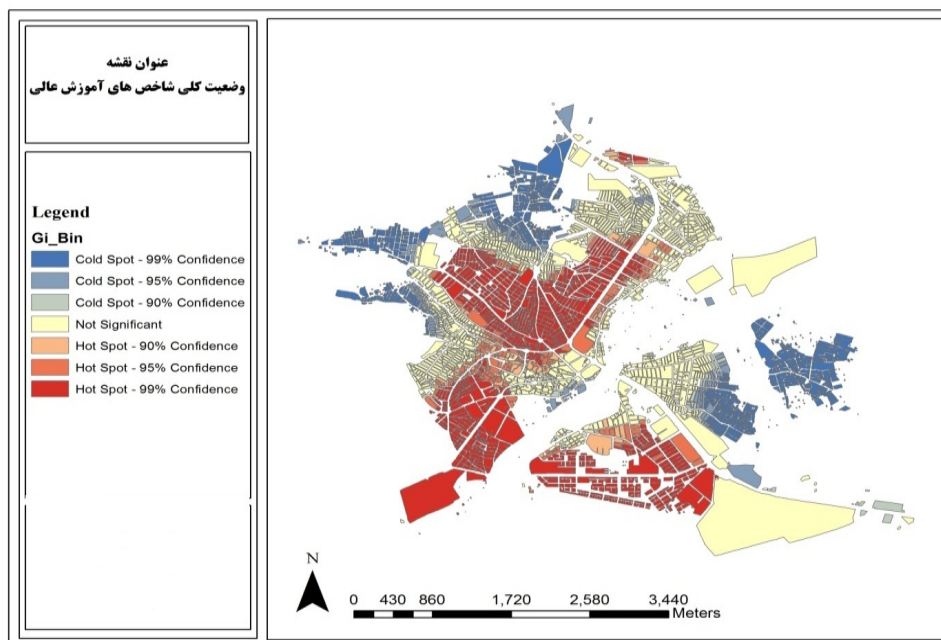 عنوان نقشه
وضعیت کلی شاخص های آموزش عالی
Legend
Gi_Bin
Cold Spot - 99% Confidence
Cold Spot - 95% Confidence
Cold Spot - 90% Confidence
Not Significant
Hot Spot - 90% Confidence
Hot Spot - 95% Confidence
Hot Spot - 99% Confidence
N
0 430 860 1,720 2,580 3,440
Meters